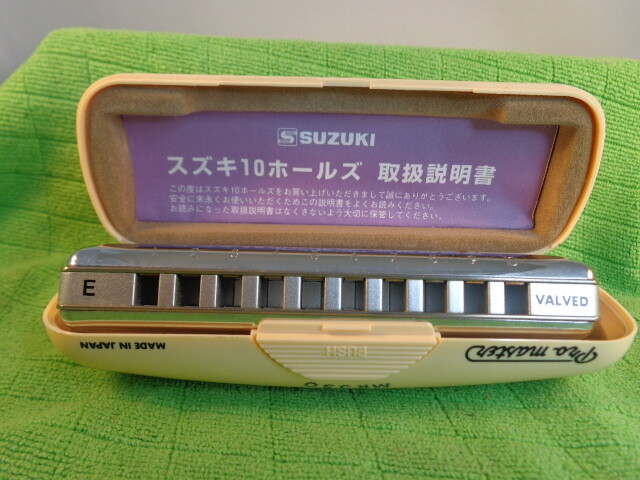 SUZUKI
スズキ10ホールズ 取扱説明書
この度はスズキ10ホールズをお買い上げいただきまして誠にありがとうございます。
安全に末永くお使いいただくためこの説明書をよくお読みください。
お読みになった取扱説明書はなくさないよう大切に保管してください。
E
VALVED
MADE IN JAPAN
PUSH
Pro master